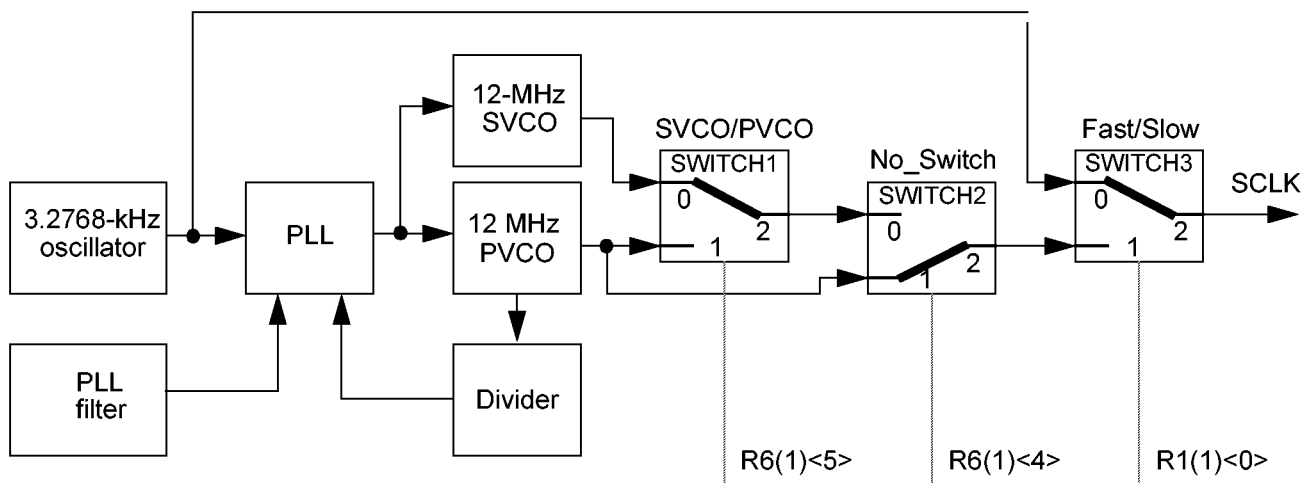 12-MHz
SVCO
SVCO/PVCO
Fast/Slow
No_Switch
SWITCH1
SWITCH2
SWITCH3
SCLK
3.2768-kHz
oscillator
PLL
12 MHz
PVCO
0
2
1
0
2
1
0
2
1
PLL
filter
Divider
R6(1)<5>
R6(1)<4>
R1(1)<0>